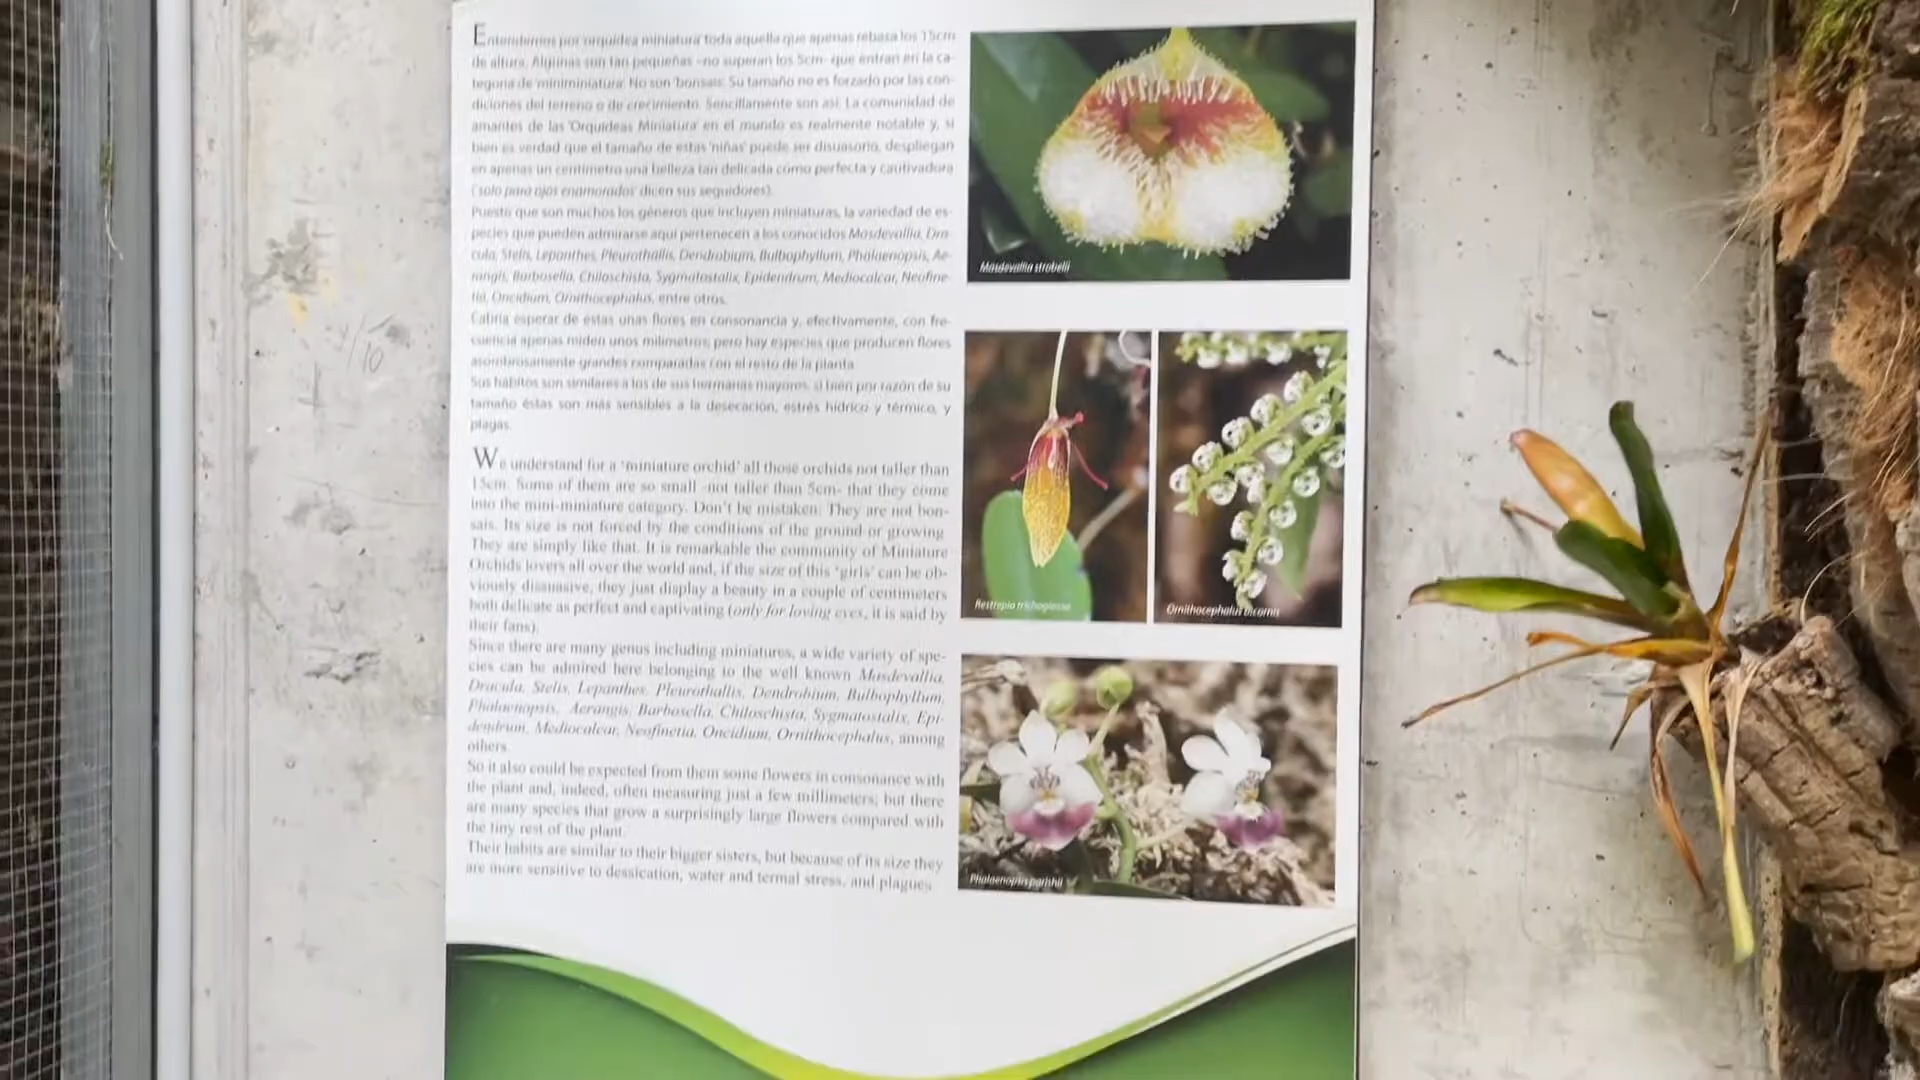 Entendemos por 'orquídea miniatura' toda aquella que apenas rebasa los 15cm
de altura. Algunas son tan pequeñas -no superan los 5cm- que entran en la ca-
tegoría de 'miniminiatura'. No son 'bonsais'. Su tamaño no es forzado por las con-
diciones del terreno o de crecimiento. Sencillamente son así. La comunidad de
amantes de las 'Orquídeas Miniatura' en el mundo es realmente notable y, si
bien es verdad que el tamaño de estas 'niñas' puede ser disuasorio, despliegan
en apenas un centímetro una belleza tan delicada como perfecta y cautivadora
('solo para ojos enamorados' dicen sus seguidores).
Puesto que son muchos los géneros que incluyen miniaturas, la variedad de es-
pecies que pueden admirarse aquí pertenecen a los conocidos Masdevallia, Dra-
cula, Stelis, Lepanthes, Pleurothallis, Dendrobium, Bulbophyllum, Phalaenopsis, Ae-
rangis, Barbosella, Chiloschista, Sygmatostalix, Epidendrum, Mediocalcar, Neofine-
tia, Oncidium, Ornithocephalus, entre otros.
Cabría esperar de estas unas flores en consonancia y, efectivamente, con fre-
cuencia apenas miden unos milímetros; pero hay especies que producen flores
asombrosamente grandes comparadas con el resto de la planta.
Sus hábitos son similares a los de sus hermanas mayores, si bien por razón de su
tamaño éstas son más sensibles a la desecación, estrés hídrico y térmico, y
plagas.
We understand for a 'miniature orchid' all those orchids not taller than
15cm. Some of them are so small -not taller than 5cm- that they come
into the mini-miniature category. Don't be mistaken: They are not bon-
sais. Its size is not forced by the conditions of the ground or growing.
They are simply like that. It is remarkable the community of Miniature
Orchids lovers all over the world and, if the size of this 'girls' can be ob-
viously dissuasive, they just display a beauty in a couple of centimeters
both delicate as perfect and captivating (only for loving eyes, it is said by
their fans).
Since there are many genus including miniatures, a wide variety of spe-
cies can be admired here belonging to the well known Masdevallia,
Dracula, Stelis, Lepanthes, Pleurothallis, Dendrobium, Bulbophyllum,
Phalaenopsis, Aerangis, Barbosella, Chiloschista, Sygmatostalix, Epi-
dendrum, Mediocalcar, Neofinetia, Oncidium, Ornithocephalus, among
others.
So it also could be expected from them some flowers in consonance with
the plant and, indeed, often measuring just a few millimeters; but there
are many species that grow a surprisingly large flowers compared with
the tiny rest of the plant.
Their habits are similar to their bigger sisters, but because of its size they
are more sensitive to dessication, water and termal stress, and plagues.
Masdevallia strobelii
Restrepia trichoglossa
Ornithocephalus bicornis
Phalaenopsis parishii